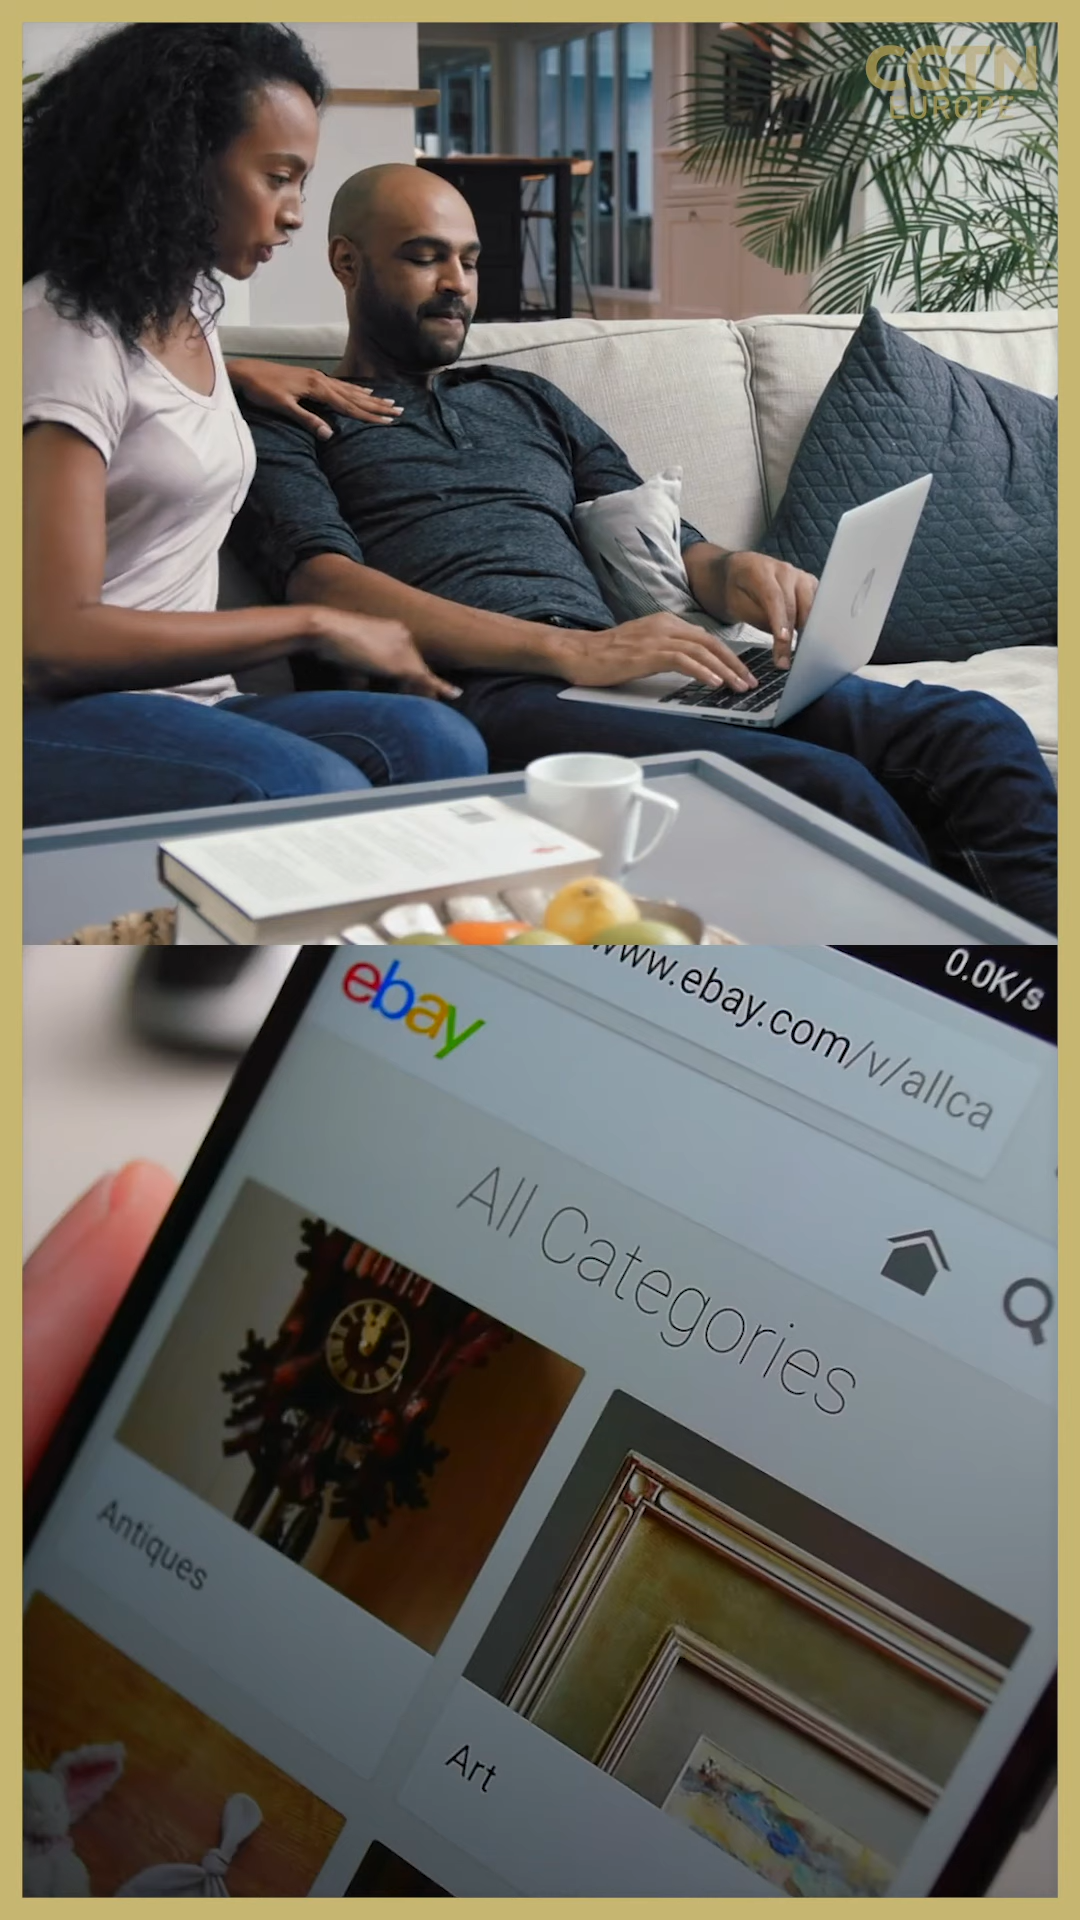 CGTN
EUROPE
ebay
www.ebay.com/v/allca
0.0K/s
All Categories
Antiques
Art